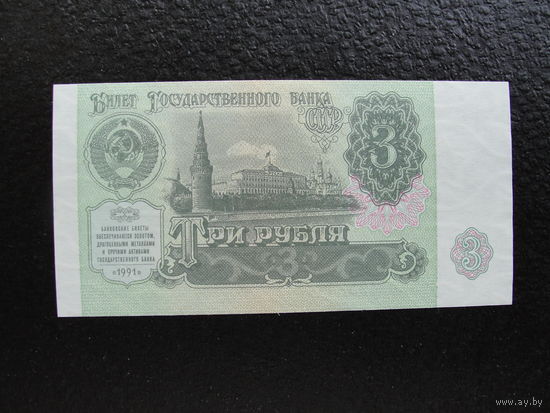 Билет Государственного Банка
СССР
3
БАНКОВСКИЕ БИЛЕТЫ
ОБЕСПЕЧИВАЮТСЯ ЗОЛОТОМ,
ДРАГОЦЕННЫМИ МЕТАЛЛАМИ
И ПРОЧИМИ АКТИВАМИ
ГОСУДАРСТВЕННОГО БАНКА
1991
Три рубля
3
3
www.ay.by